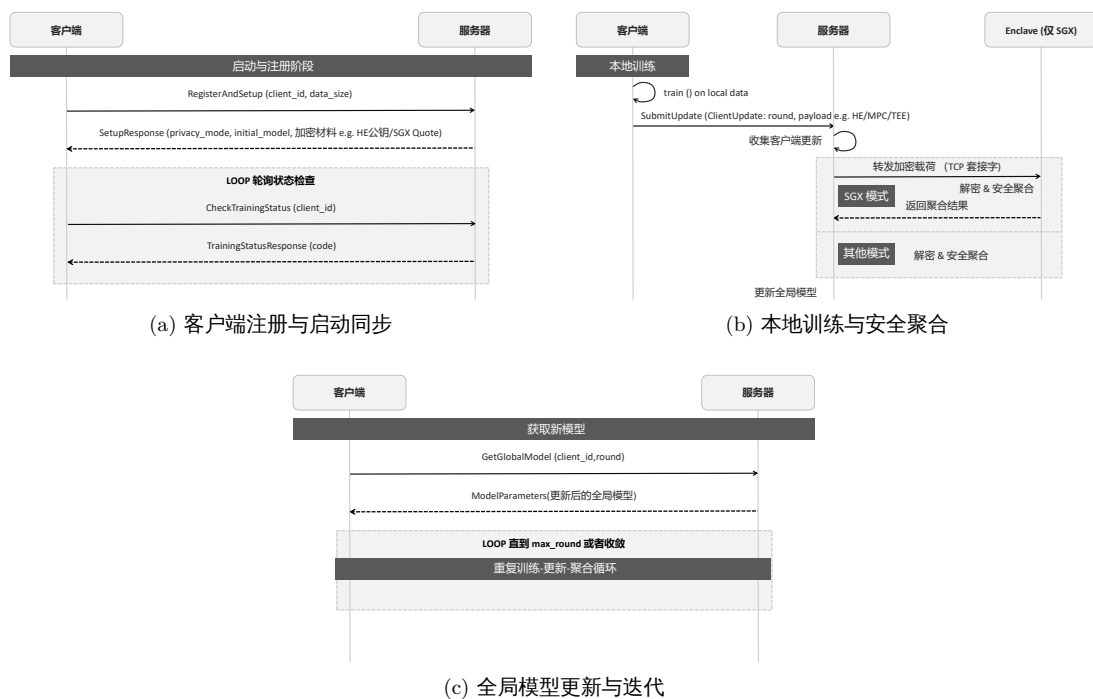 客户端
服务器
启动与注册阶段
RegisterAndSetup (client_id, data_size)
SetupResponse (privacy_mode, initial_model, 加密材料 e.g. HE公钥/SGX Quote)
LOOP 轮询状态检查
CheckTrainingStatus (client_id)
TrainingStatusResponse (code)
(a) 客户端注册与启动同步
客户端
服务器
Enclave (仅 SGX)
本地训练
train () on local data
SubmitUpdate (ClientUpdate: round, payload e.g. HE/MPC/TEE)
收集客户端更新
转发加密载荷 （TCP 套接字）
SGX 模式
解密 & 安全聚合
返回聚合结果
其他模式
解密 & 安全聚合
更新全局模型
(b) 本地训练与安全聚合
客户端
服务器
获取新模型
GetGlobalModel (client_id,round)
ModelParameters(更新后的全局模型)
LOOP 直到 max_round 或者收敛
重复训练-更新-聚合循环
(c) 全局模型更新与迭代